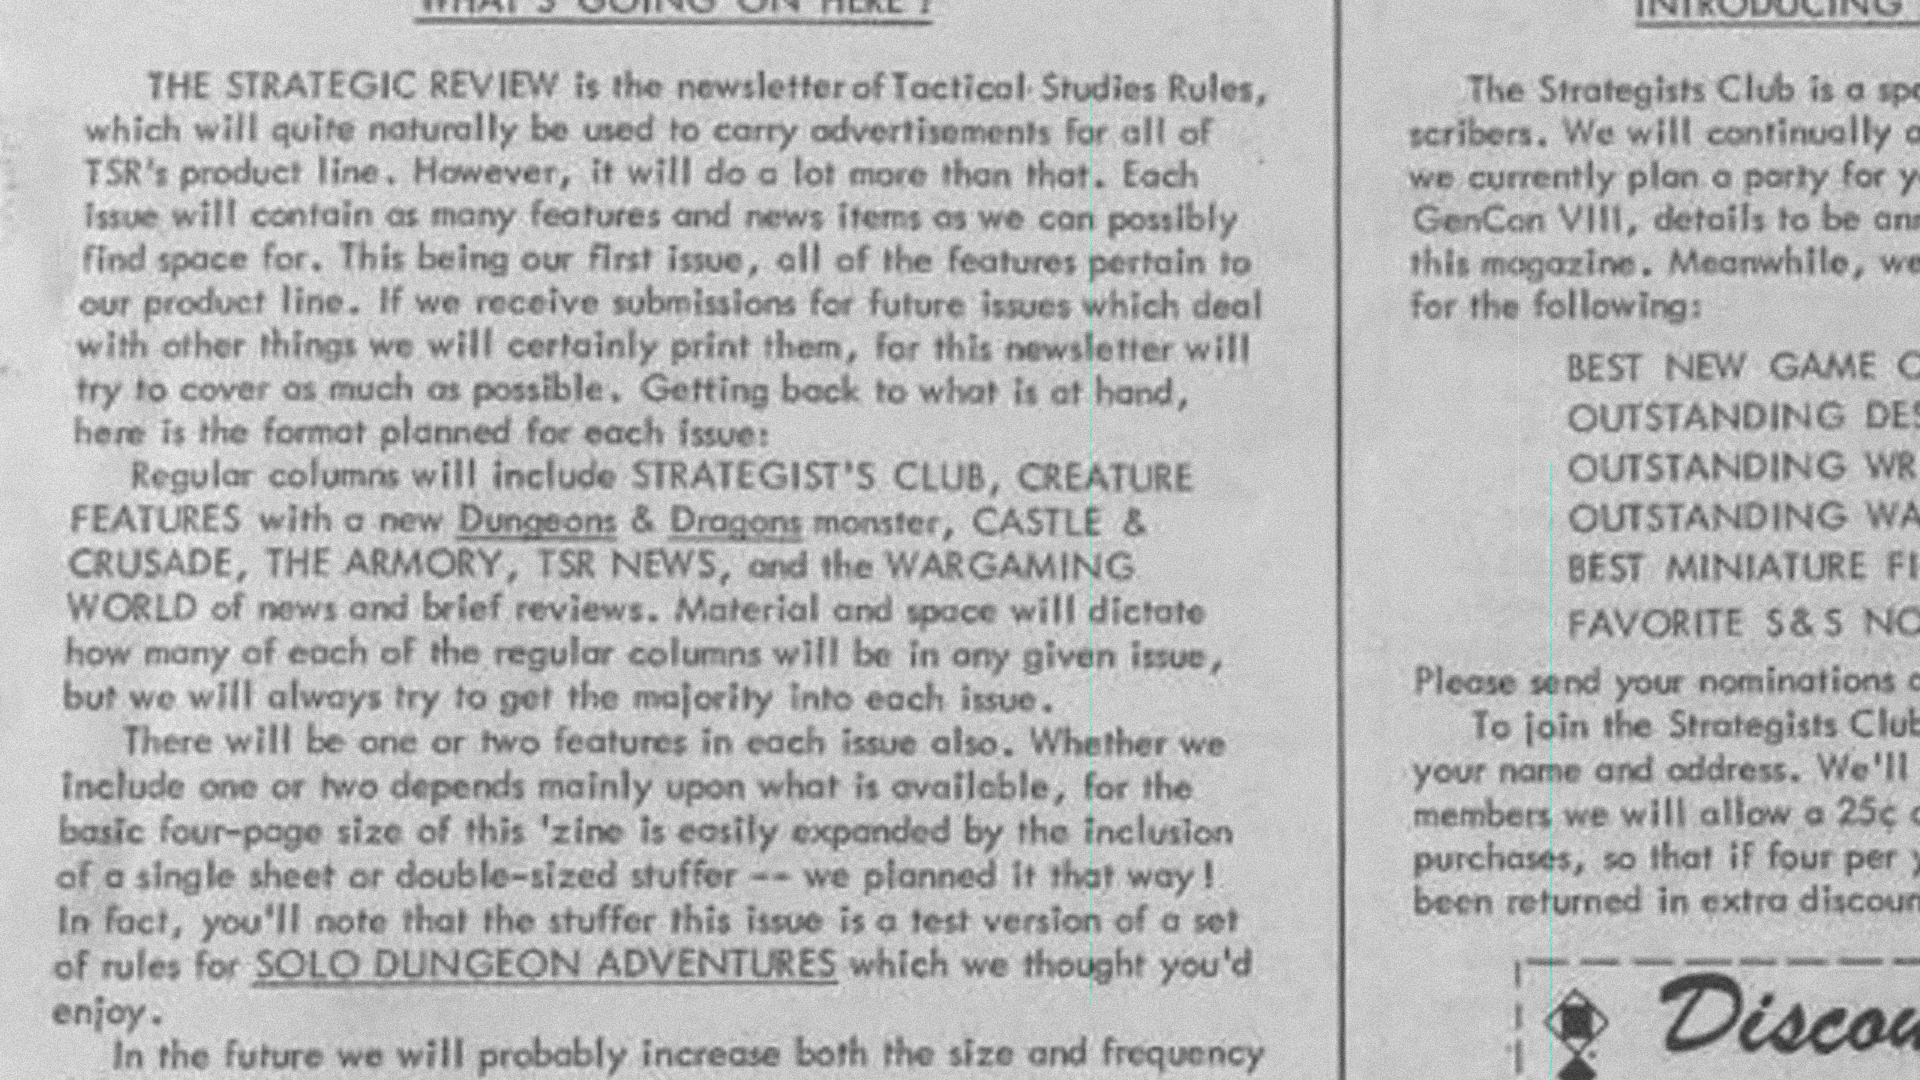 WHAT'S GOING ON HERE?
THE STRATEGIC REVIEW is the newsletter of Tactical Studies Rules,
which will quite naturally be used to carry advertisements for all of
TSR's product line. However, it will do a lot more than that. Each
issue will contain as many features and news items as we can possibly
find space for. This being our first issue, all of the features pertain to
our product line. If we receive submissions for future issues which deal
with other things we will certainly print them, for this newsletter will
try to cover as much as possible. Getting back to what is at hand,
here is the format planned for each issue:
Regular columns will include STRATEGIST'S CLUB, CREATURE
FEATURES with a new Dungeons & Dragons monster, CASTLE &
CRUSADE, THE ARMORY, TSR NEWS, and the WARGAMING
WORLD of news and brief reviews. Material and space will dictate
how many of each of the regular columns will be in any given issue,
but we will always try to get the majority into each issue.
There will be one or two features in each issue also. Whether we
include one or two depends mainly upon what is available, for the
basic four-page size of this 'zine is easily expanded by the inclusion
of a single sheet or double-sized stuffer -- we planned it that way!
In fact, you'll note that the stuffer this issue is a test version of a set
of rules for SOLO DUNGEON ADVENTURES which we thought you'd
enjoy.
In the future we will probably increase both the size and frequency
INTRODUCING
The Strategists Club is a spo
scribers. We will continually a
we currently plan a party for y
GenCon VIII, details to be ann
this magazine. Meanwhile, we
for the following:
BEST NEW GAME
OUTSTANDING DES
OUTSTANDING WR
OUTSTANDING WA
BEST MINIATURE FI
FAVORITE S&S NO
Please send your nominations
To join the Strategists Club
your name and address. We'll
members we will allow a 25¢
purchases, so that if four per y
been returned in extra discoun
Discou